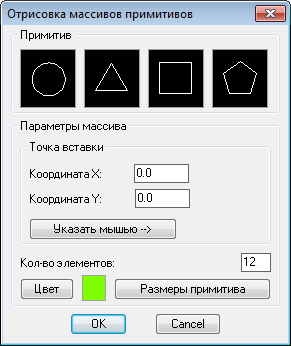 Отрисовка массивов примитивов
Примитив
Параметры массива
Точка вставки
Координата X: 0.0
Координата Y: 0.0
Указать мышью -->
Кол-во элементов: 12
Цвет Размеры примитива
OK Cancel